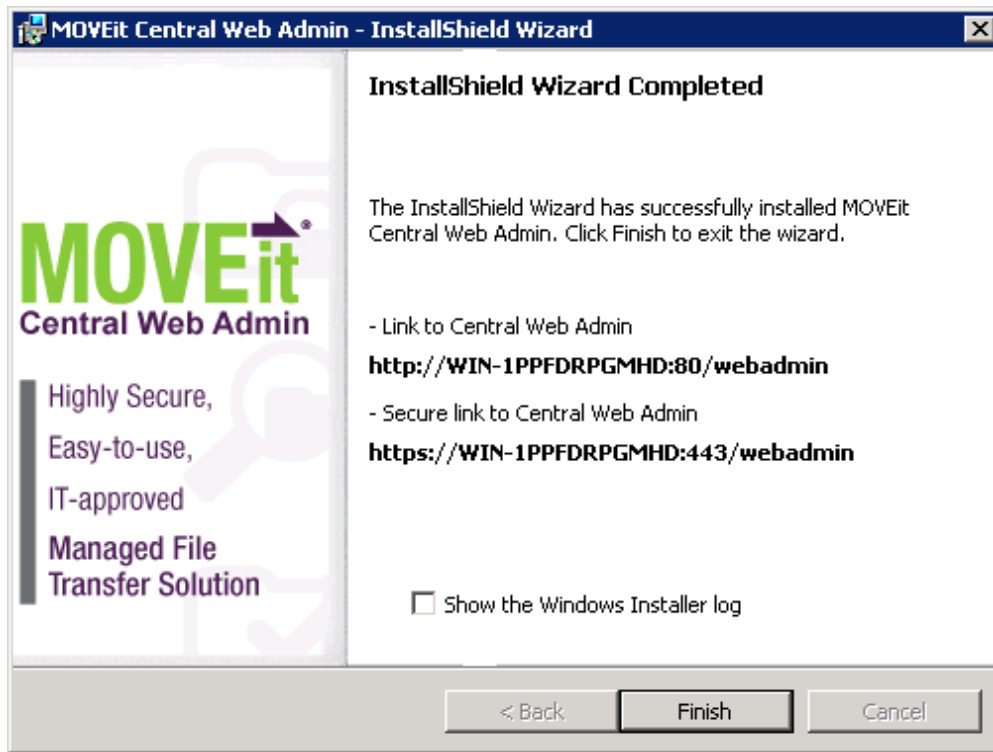 MOVEit Central Web Admin - InstallShield Wizard
MOVEit®
Central Web Admin
Highly Secure,
Easy-to-use,
IT-approved
Managed File
Transfer Solution
InstallShield Wizard Completed
The InstallShield Wizard has successfully installed MOVEit
Central Web Admin. Click Finish to exit the wizard.
- Link to Central Web Admin
http://WIN-1PPFDRPGMHD:80/webadmin
- Secure link to Central Web Admin
https://WIN-1PPFDRPGMHD:443/webadmin
Show the Windows Installer log
< Back
Finish
Cancel